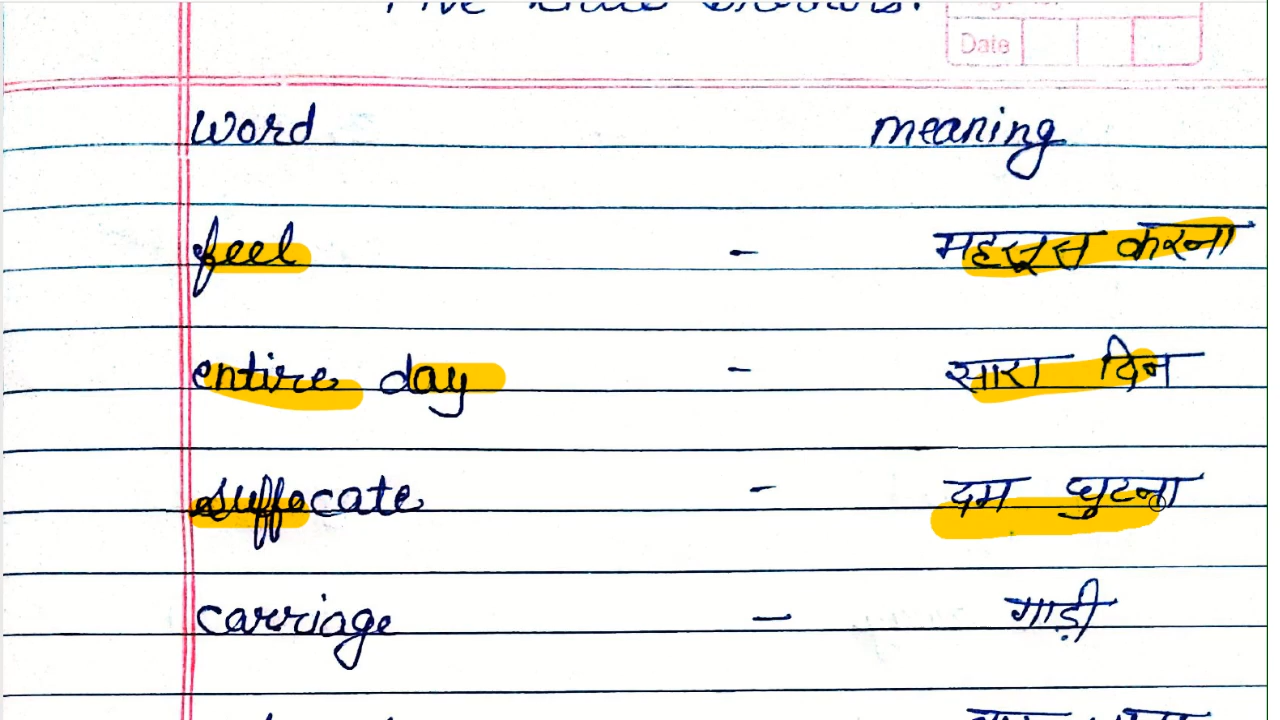 Date
word meaning
feel - महसूस करना
entire day - सारा दिन
suffocate - दम घुटना
carriage - गाड़ी